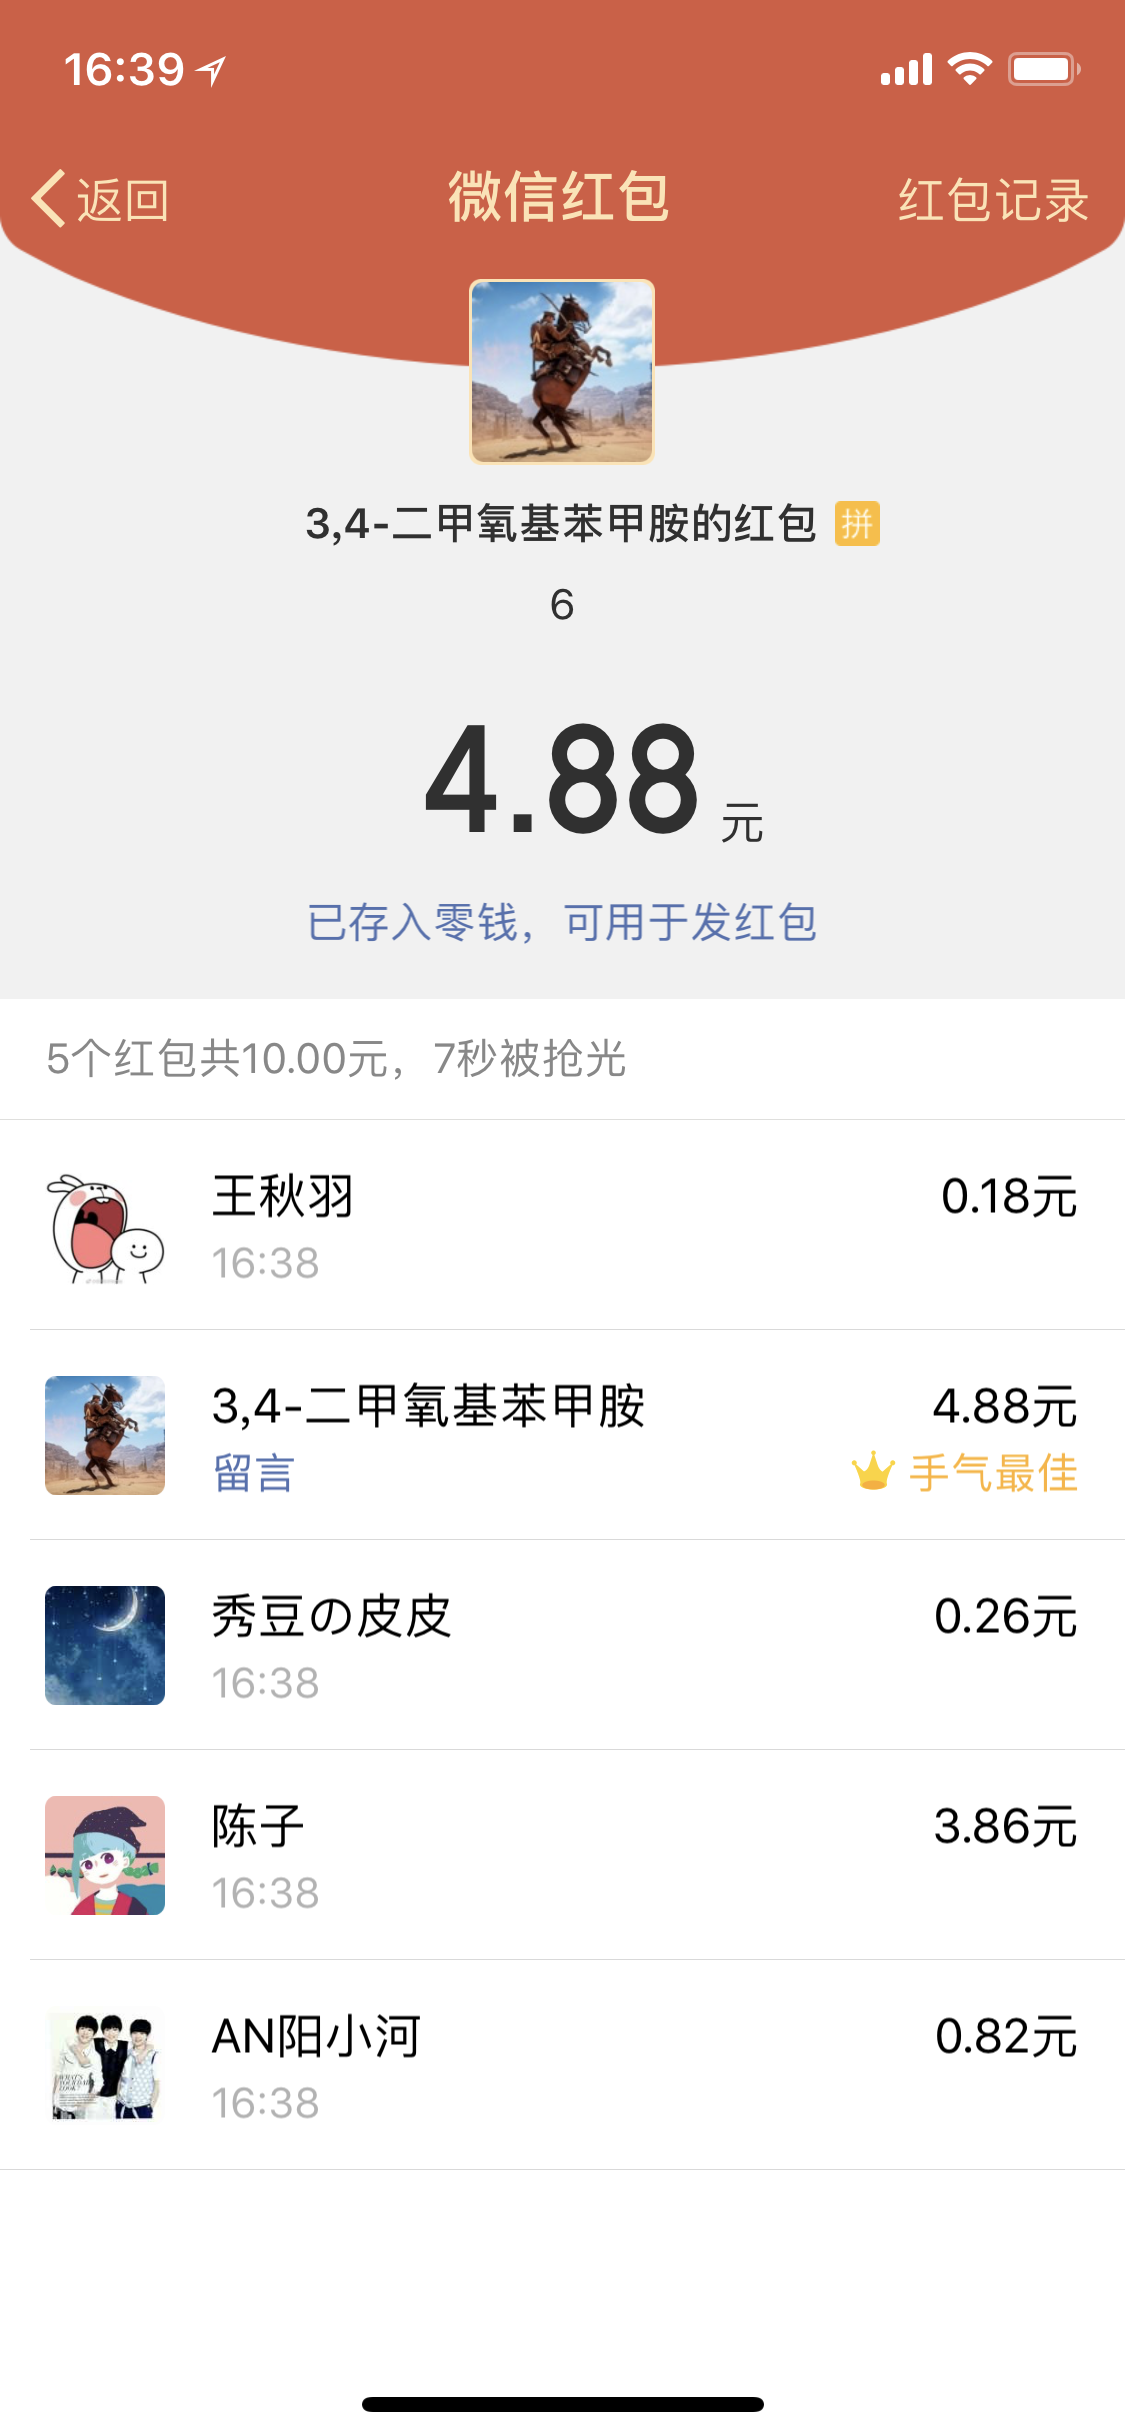 16:39
返回 微信红包 红包记录
3,4-二甲氧基苯甲胺的红包 拼
6
4.88 元
已存入零钱，可用于发红包
5个红包共10.00元，7秒被抢光
王秋羽 0.18元
16:38
3,4-二甲氧基苯甲胺 4.88元
留言 手气最佳
秀豆の皮皮 0.26元
16:38
陈子 3.86元
16:38
AN阳小河 0.82元
16:38